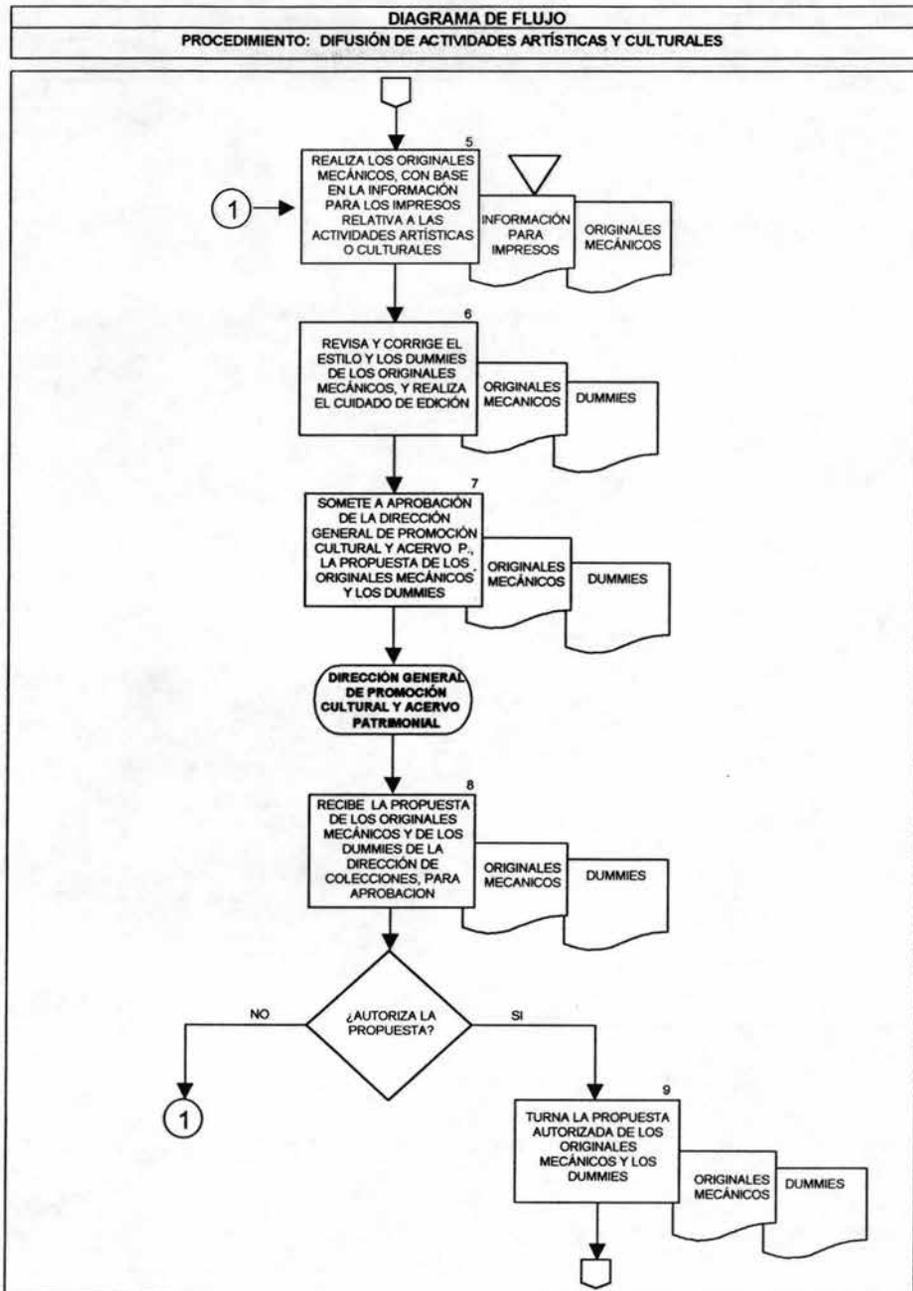 DIAGRAMA DE FLUJO
PROCEDIMIENTO: DIFUSIÓN DE ACTIVIDADES ARTÍSTICAS Y CULTURALES
5
REALIZA LOS ORIGINALES
MECÁNICOS, CON BASE
EN LA INFORMACIÓN
PARA LOS IMPRESOS
RELATIVA A LAS
ACTIVIDADES ARTÍSTICAS
O CULTURALES
1
INFORMACIÓN
PARA
IMPRESOS
ORIGINALES
MECÁNICOS
6
REVISA Y CORRIGE EL
ESTILO Y LOS DUMMIES
DE LOS ORIGINALES
MECÁNICOS, Y REALIZA
EL CUIDADO DE EDICIÓN
ORIGINALES
MECANICOS
DUMMIES
7
SOMETE A APROBACIÓN
DE LA DIRECCIÓN
GENERAL DE PROMOCIÓN
CULTURAL Y ACERVO P.,
LA PROPUESTA DE LOS
ORIGINALES MECÁNICOS
Y LOS DUMMIES
ORIGINALES
MECÁNICOS
DUMMIES
DIRECCIÓN GENERAL
DE PROMOCIÓN
CULTURAL Y ACERVO
PATRIMONIAL
8
RECIBE LA PROPUESTA
DE LOS ORIGINALES
MECÁNICOS Y DE LOS
DUMMIES DE LA
DIRECCIÓN DE
COLECCIONES, PARA
APROBACION
ORIGINALES
MECANICOS
DUMMIES
¿AUTORIZA LA
PROPUESTA?
NO
SI
1
9
TURNA LA PROPUESTA
AUTORIZADA DE LOS
ORIGINALES
MECÁNICOS Y LOS
DUMMIES
ORIGINALES
MECÁNICOS
DUMMIES